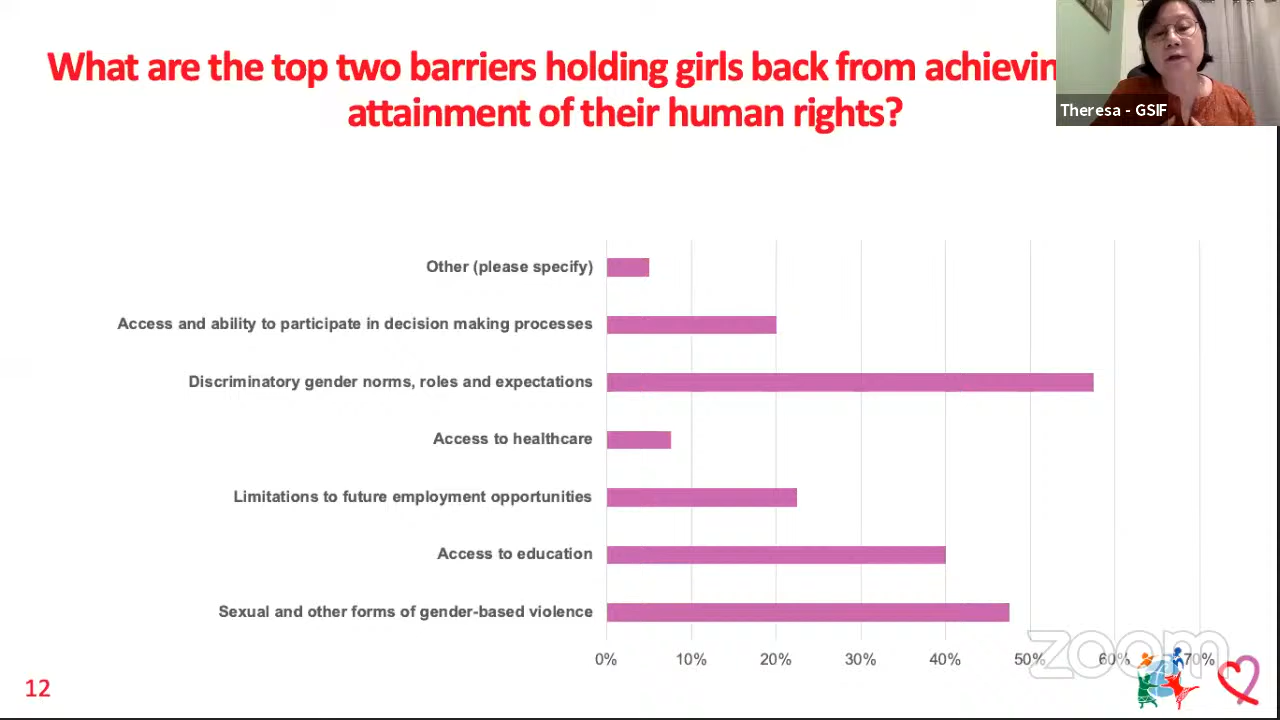 What are the top two barriers holding girls back from achievin
attainment of their human rights?
Theresa - GSIF
Other (please specify)
Access and ability to participate in decision making processes
Discriminatory gender norms, roles and expectations
Access to healthcare
Limitations to future employment opportunities
Access to education
Sexual and other forms of gender-based violence
0% 10% 20% 30% 40% 50% 60% 70%
zoom
12